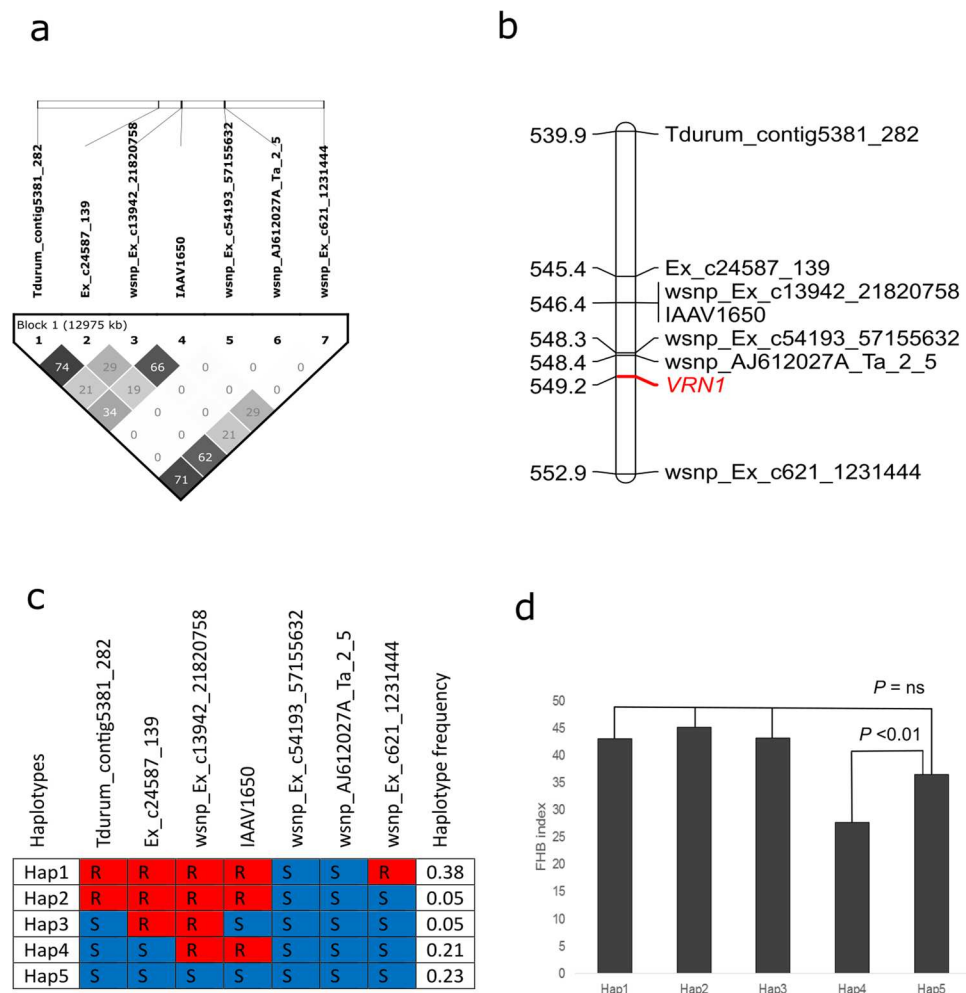 a
Tdurum_contig5381_282
Ex_c24587_139
wsnp_Ex_c13942_21820758
IAAV1650
wsnp_Ex_c54193_57155632
wsnp_AJ612027A_Ta_2_5
wsnp_Ex_c621_1231444
Block 1 (12975 kb)
1 2 3 4 5 6 7
74 29 66 0 0 0
21 19 0 0 29
34 0 0 21
0 0 62
0 71
b
539.9 Tdurum_contig5381_282
545.4 Ex_c24587_139
546.4 wsnp_Ex_c13942_21820758
IAAV1650
548.3 wsnp_Ex_c54193_57155632
548.4 wsnp_AJ612027A_Ta_2_5
549.2 VRN1
552.9 wsnp_Ex_c621_1231444
c
Haplotypes
Tdurum_contig5381_282
Ex_c24587_139
wsnp_Ex_c13942_21820758
IAAV1650
wsnp_Ex_c54193_57155632
wsnp_AJ612027A_Ta_2_5
wsnp_Ex_c621_1231444
Haplotype frequency
Hap1 R R R R S S R 0.38
Hap2 R R R R S S S 0.05
Hap3 S R R S S S S 0.05
Hap4 S S R R S S S 0.21
Hap5 S S S S S S S 0.23
d
P = ns
P <0.01
FHB index
50
45
40
35
30
25
20
15
10
5
0
Hap1 Hap2 Hap3 Hap4 Hap5